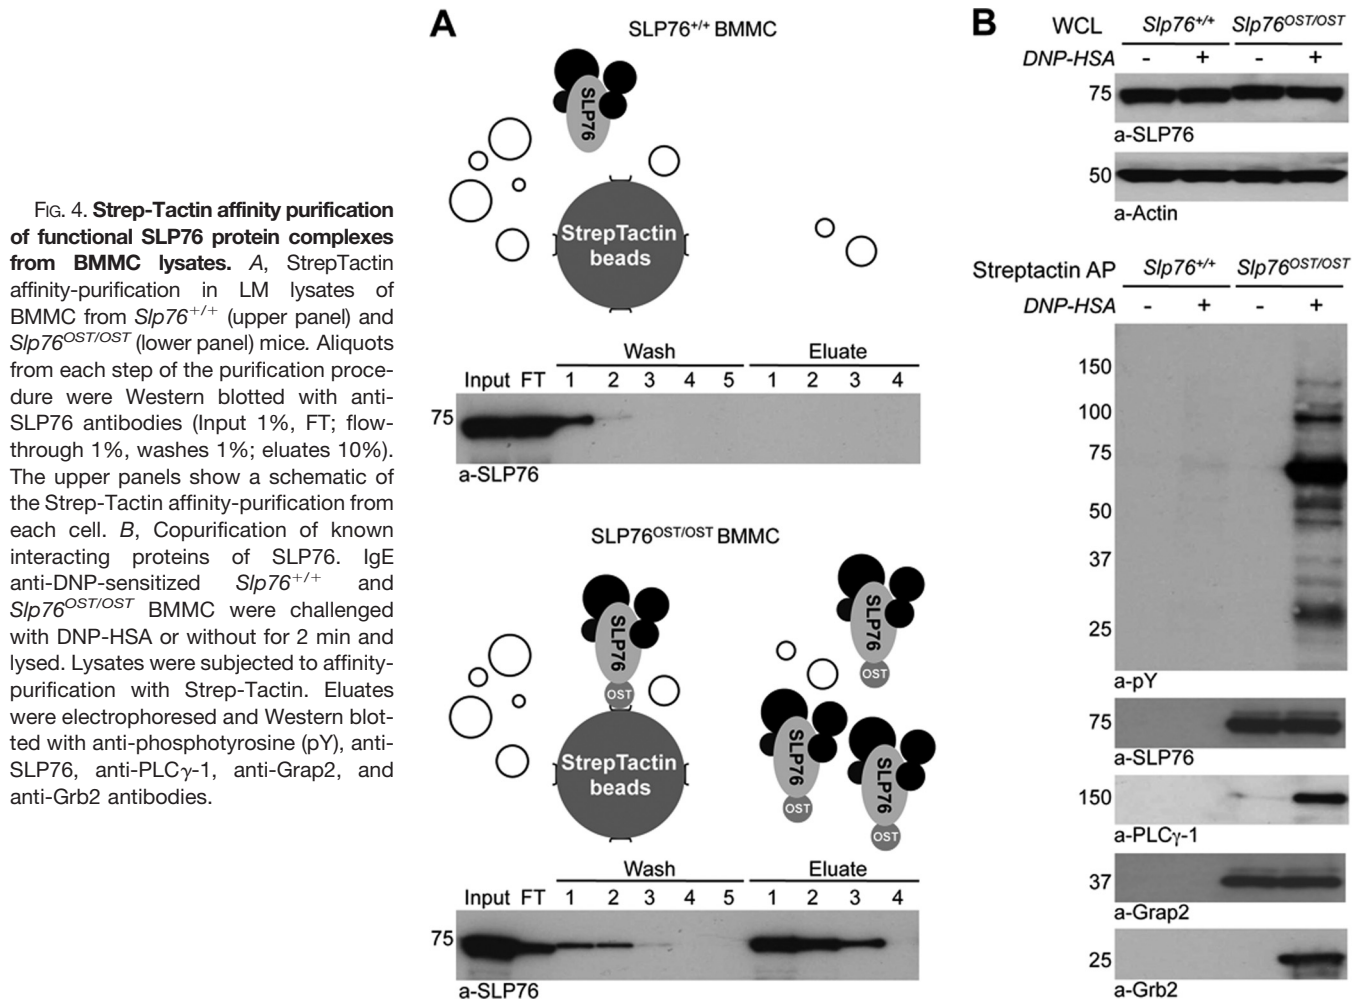 FIG. 4. Strep-Tactin affinity purification
of functional SLP76 protein complexes
from BMMC lysates. A, StrepTactin
affinity-purification in LM lysates of
BMMC from Slp76+/+ (upper panel) and
Slp76OST/OST (lower panel) mice. Aliquots
from each step of the purification proce-
dure were Western blotted with anti-
SLP76 antibodies (Input 1%, FT; flow-
through 1%, washes 1%; eluates 10%).
The upper panels show a schematic of
the Strep-Tactin affinity-purification from
each cell. B, Copurification of known
interacting proteins of SLP76. IgE
anti-DNP-sensitized Slp76+/+ and
Slp76OST/OST BMMC were challenged
with DNP-HSA or without for 2 min and
lysed. Lysates were subjected to affinity-
purification with Strep-Tactin. Eluates
were electrophoresed and Western blot-
ted with anti-phosphotyrosine (pY), anti-
SLP76, anti-PLCγ-1, anti-Grap2, and
anti-Grb2 antibodies.
A
SLP76+/+ BMMC
SLP76
StrepTactin
beads
Wash Eluate
Input FT 1 2 3 4 5 1 2 3 4
75
a-SLP76
SLP76OST/OST BMMC
SLP76
OST
StrepTactin
beads
SLP76
OST
SLP76
OST
SLP76
OST
Wash Eluate
Input FT 1 2 3 4 5 1 2 3 4
75
a-SLP76
B
WCL Slp76+/+ Slp76OST/OST
DNP-HSA - + - +
75
a-SLP76
50
a-Actin
Streptactin AP Slp76+/+ Slp76OST/OST
DNP-HSA - + - +
150
100
75
50
37
25
a-pY
75
a-SLP76
150
a-PLCγ-1
37
a-Grap2
25
a-Grb2